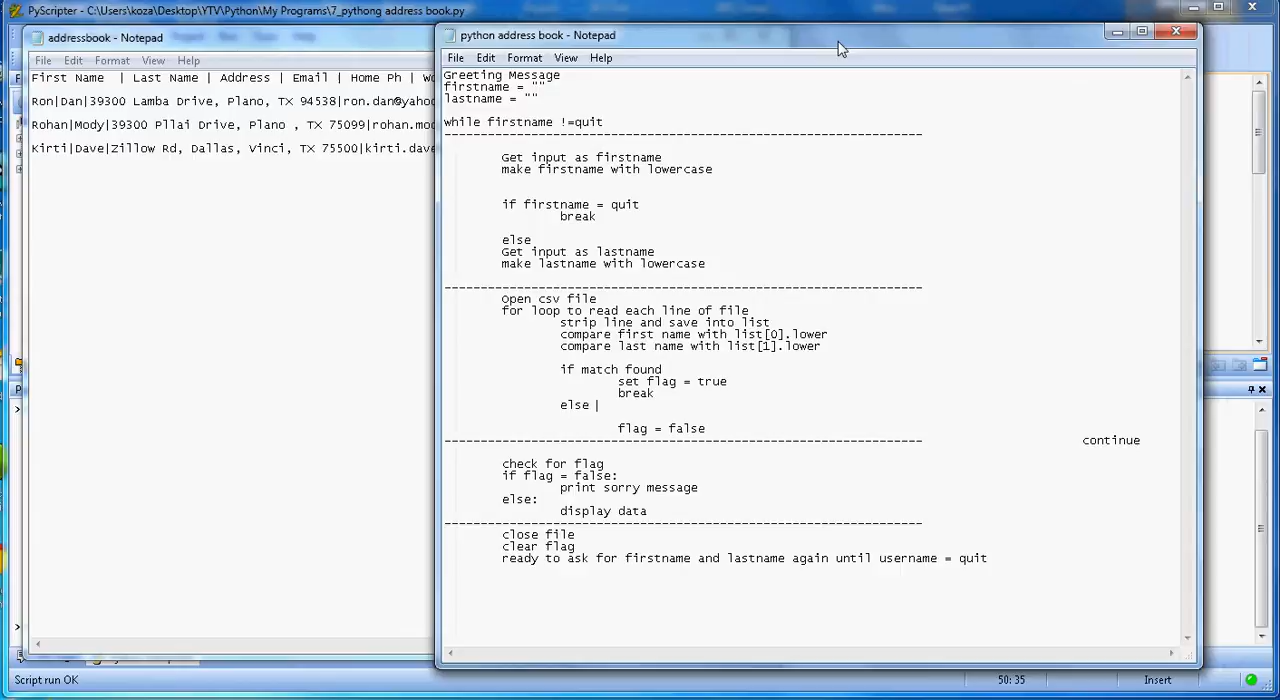 PyScripter - C:\Users\koza\Desktop\YTV\Python\My Programs\7_pythong address book.py
addressbook - Notepad
File Edit Format View Help
First Name | Last Name | Address | Email | Home Ph | Wo
Ron|Dan|39300 Lamba Drive, Plano, TX 94538|ron.dan@yahoo
Rohan|Mody|39300 Pllai Drive, Plano , TX 75099|rohan.mod
Kirti|Dave|Zillow Rd, Dallas, Vinci, TX 75500|kirti.dave
python address book - Notepad
File Edit Format View Help
Greeting Message
firstname = ""
lastname = ""
while firstname !=quit
--------------------------------------------------------------
Get input as firstname
make firstname with lowercase
if firstname = quit
break
else
Get input as lastname
make lastname with lowercase
--------------------------------------------------------------
Open csv file
for loop to read each line of file
strip line and save into list
compare first name with list[0].lower
compare last name with list[1].lower
if match found
set flag = true
break
else
flag = false
--------------------------------------------------------------
continue
check for flag
if flag = false:
print sorry message
else:
display data
--------------------------------------------------------------
close file
clear flag
ready to ask for firstname and lastname again until username = quit
Script run OK
50: 35
Insert